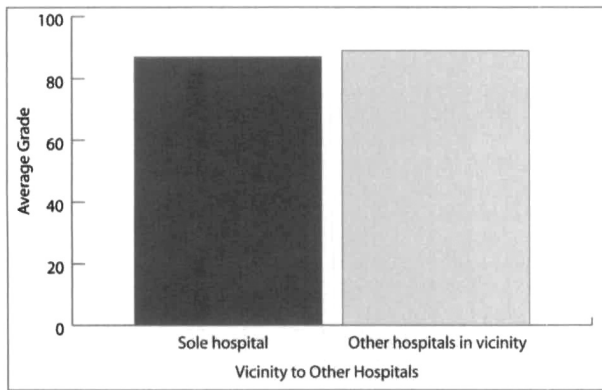 100
80
60
40
20
0
Average Grade
Sole hospital
Other hospitals in vicinity
Vicinity to Other Hospitals